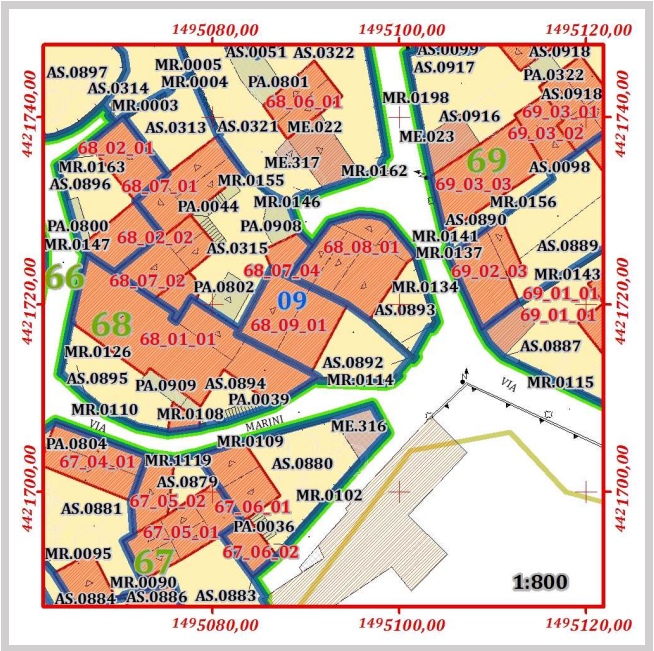 1495080,00 1495100,00 1495120,00
AS.0051 AS.0322 AS.0099 AS.0918
AS.0897 MR.0005 AS.0917 PA.0322
AS.0314 MR.0004 PA.0801 AS.0918
MR.0003 68_06_01 MR.0198 69_03_01
4421740,00 4421740,00
AS.0313 AS.0321 ME.022 ME.023 AS.0916 69_03_02
68_02_01 ME.317 69
MR.0163 MR.0155 MR.0162 AS.0098
AS.0896 68_07_01 69_03_03
PA.0044 MR.0146 MR.0156
PA.0800 PA.0908 AS.0890
MR.0147 68_02_02 AS.0315 68_08_01 MR.0141 AS.0889
MR.0137
66 68_07_02 68_07_04 69_02_03 MR.0143
PA.0802 09 MR.0134 69_01_01
4421720,00 4421720,00
68 68_01_01 68_09_01 AS.0893 69_01_01
MR.0126 AS.0892 AS.0887
AS.0895 PA.0909 AS.0894 MR.0114 N VIA MR.0115
PA.0039
MR.0110 MR.0108
VIA MARINI ME.316
PA.0804 MR.0109
67_04_01 MR.1119 AS.0880
AS.0879
4421700,00 4421700,00
67_05_02 67_06_01 MR.0102
AS.0881 PA.0036
67_05_01
MR.0095 67 67_06_02
MR.0090 1:800
AS.0884 AS.0886 AS.0883
1495080,00 1495100,00 1495120,00